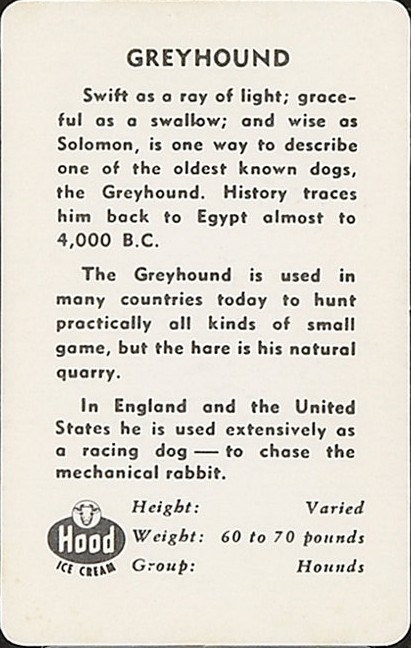 GREYHOUND
Swift as a ray of light; grace-
ful as a swallow; and wise as
Solomon, is one way to describe
one of the oldest known dogs,
the Greyhound. History traces
him back to Egypt almost to
4,000 B.C.
The Greyhound is used in
many countries today to hunt
practically all kinds of small
game, but the hare is his natural
quarry.
In England and the United
States he is used extensively as
a racing dog — to chase the
mechanical rabbit.
Height: Varied
Weight: 60 to 70 pounds
Group: Hounds
Hood
ICE CREAM